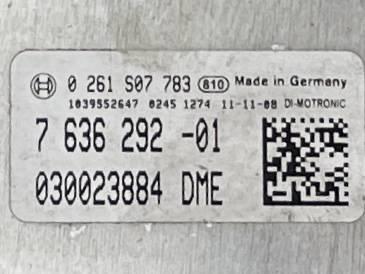 0 261 S07 783 810 Made in Germany
1039552647 0245 1274 11-11-08 DI-MOTRONIC
7 636 292 -01
030023884 DME